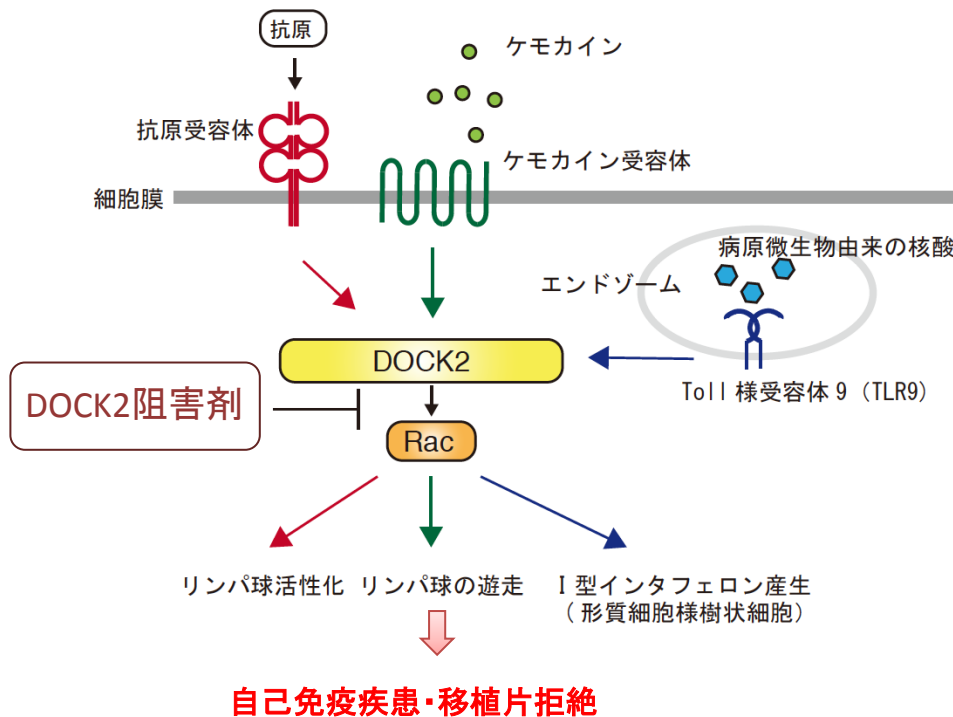 抗原
ケモカイン
抗原受容体
ケモカイン受容体
細胞膜
病原微生物由来の核酸
エンドゾーム
DOCK2
Toll 様受容体 9（TLR9）
DOCK2阻害剤
Rac
リンパ球活性化
リンパ球の遊走
Ⅰ型インタフェロン産生
（形質細胞様樹状細胞）
自己免疫疾患・移植片拒絶